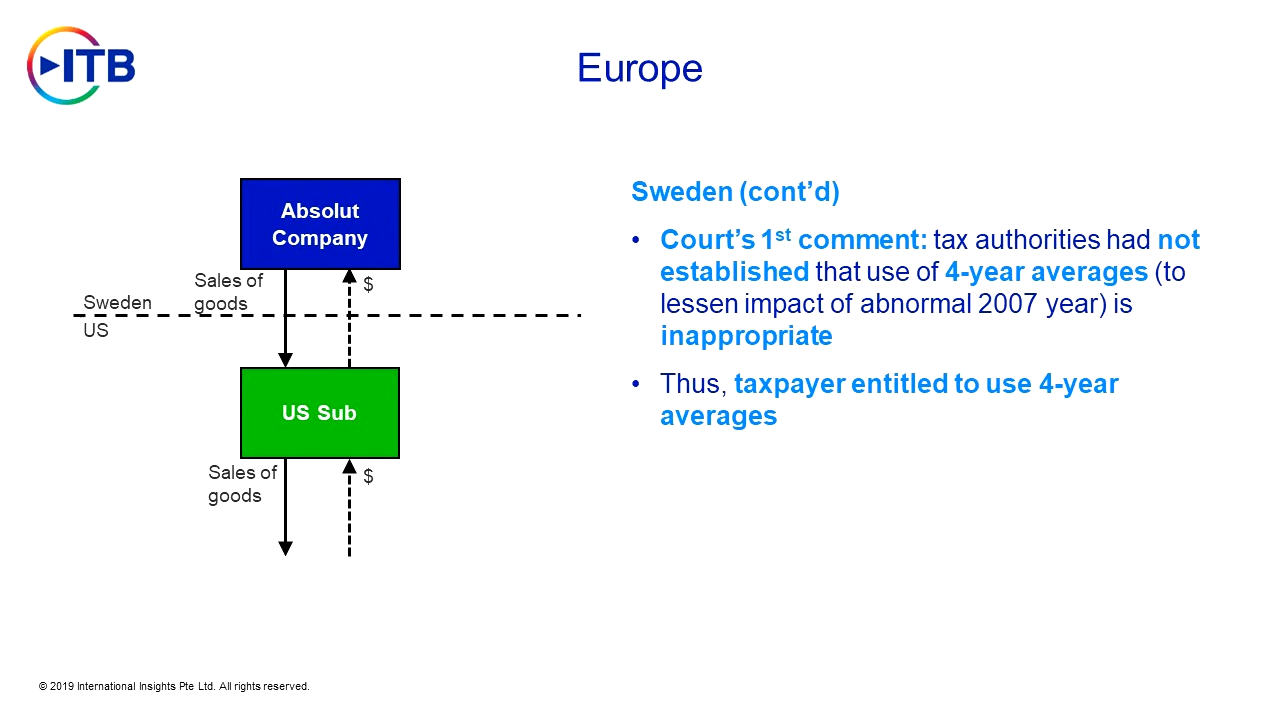 ITB
Europe
Absolut
Company
Sales of
goods
$
Sweden
US
US Sub
Sales of
goods
$
Sweden (cont’d)
• Court’s 1st comment: tax authorities had not
established that use of 4-year averages (to
lessen impact of abnormal 2007 year) is
inappropriate
• Thus, taxpayer entitled to use 4-year
averages
© 2019 International Insights Pte Ltd. All rights reserved.